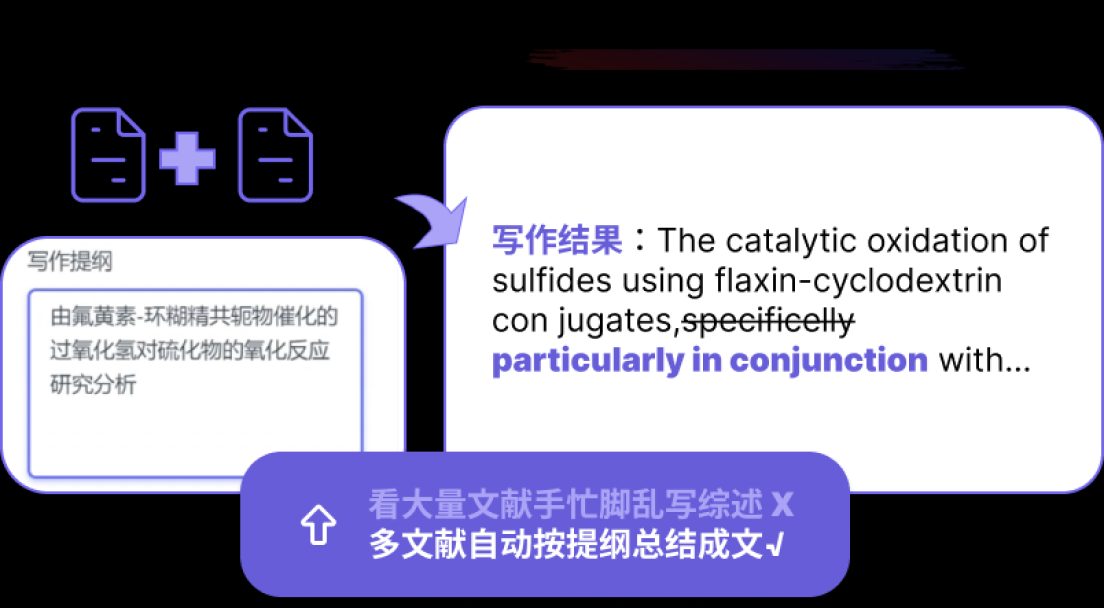 写作提纲
由氟黄素-环糊精共轭物催化的
过氧化氢对硫化物的氧化反应
研究分析
写作结果：The catalytic oxidation of
sulfides using flaxin-cyclodextrin
con jugates,specificelly
particularly in conjunction with...
看大量文献手忙脚乱写综述 X
多文献自动按提纲总结成文√